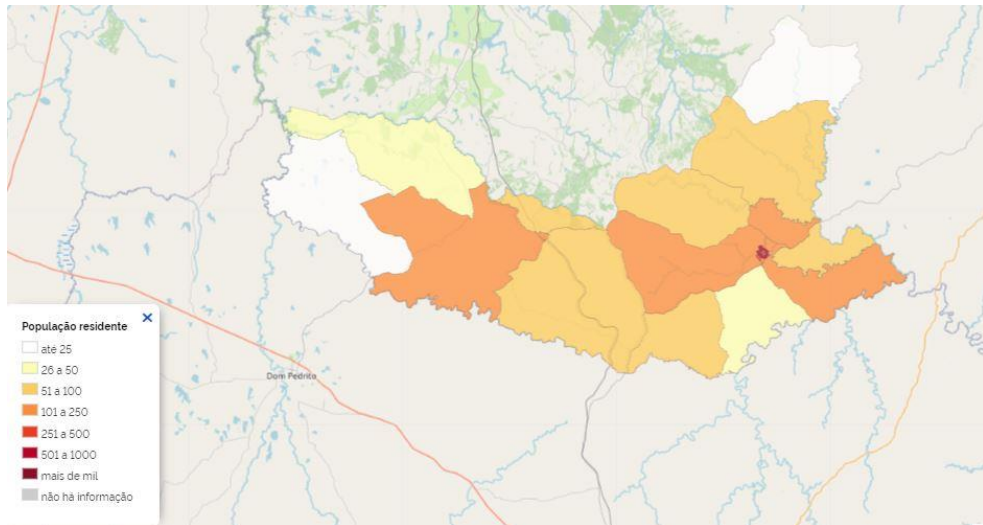 Dom Pedrito
População residente
até 25
26 a 50
51 a 100
101 a 250
251 a 500
501 a 1000
mais de mil
não há informação